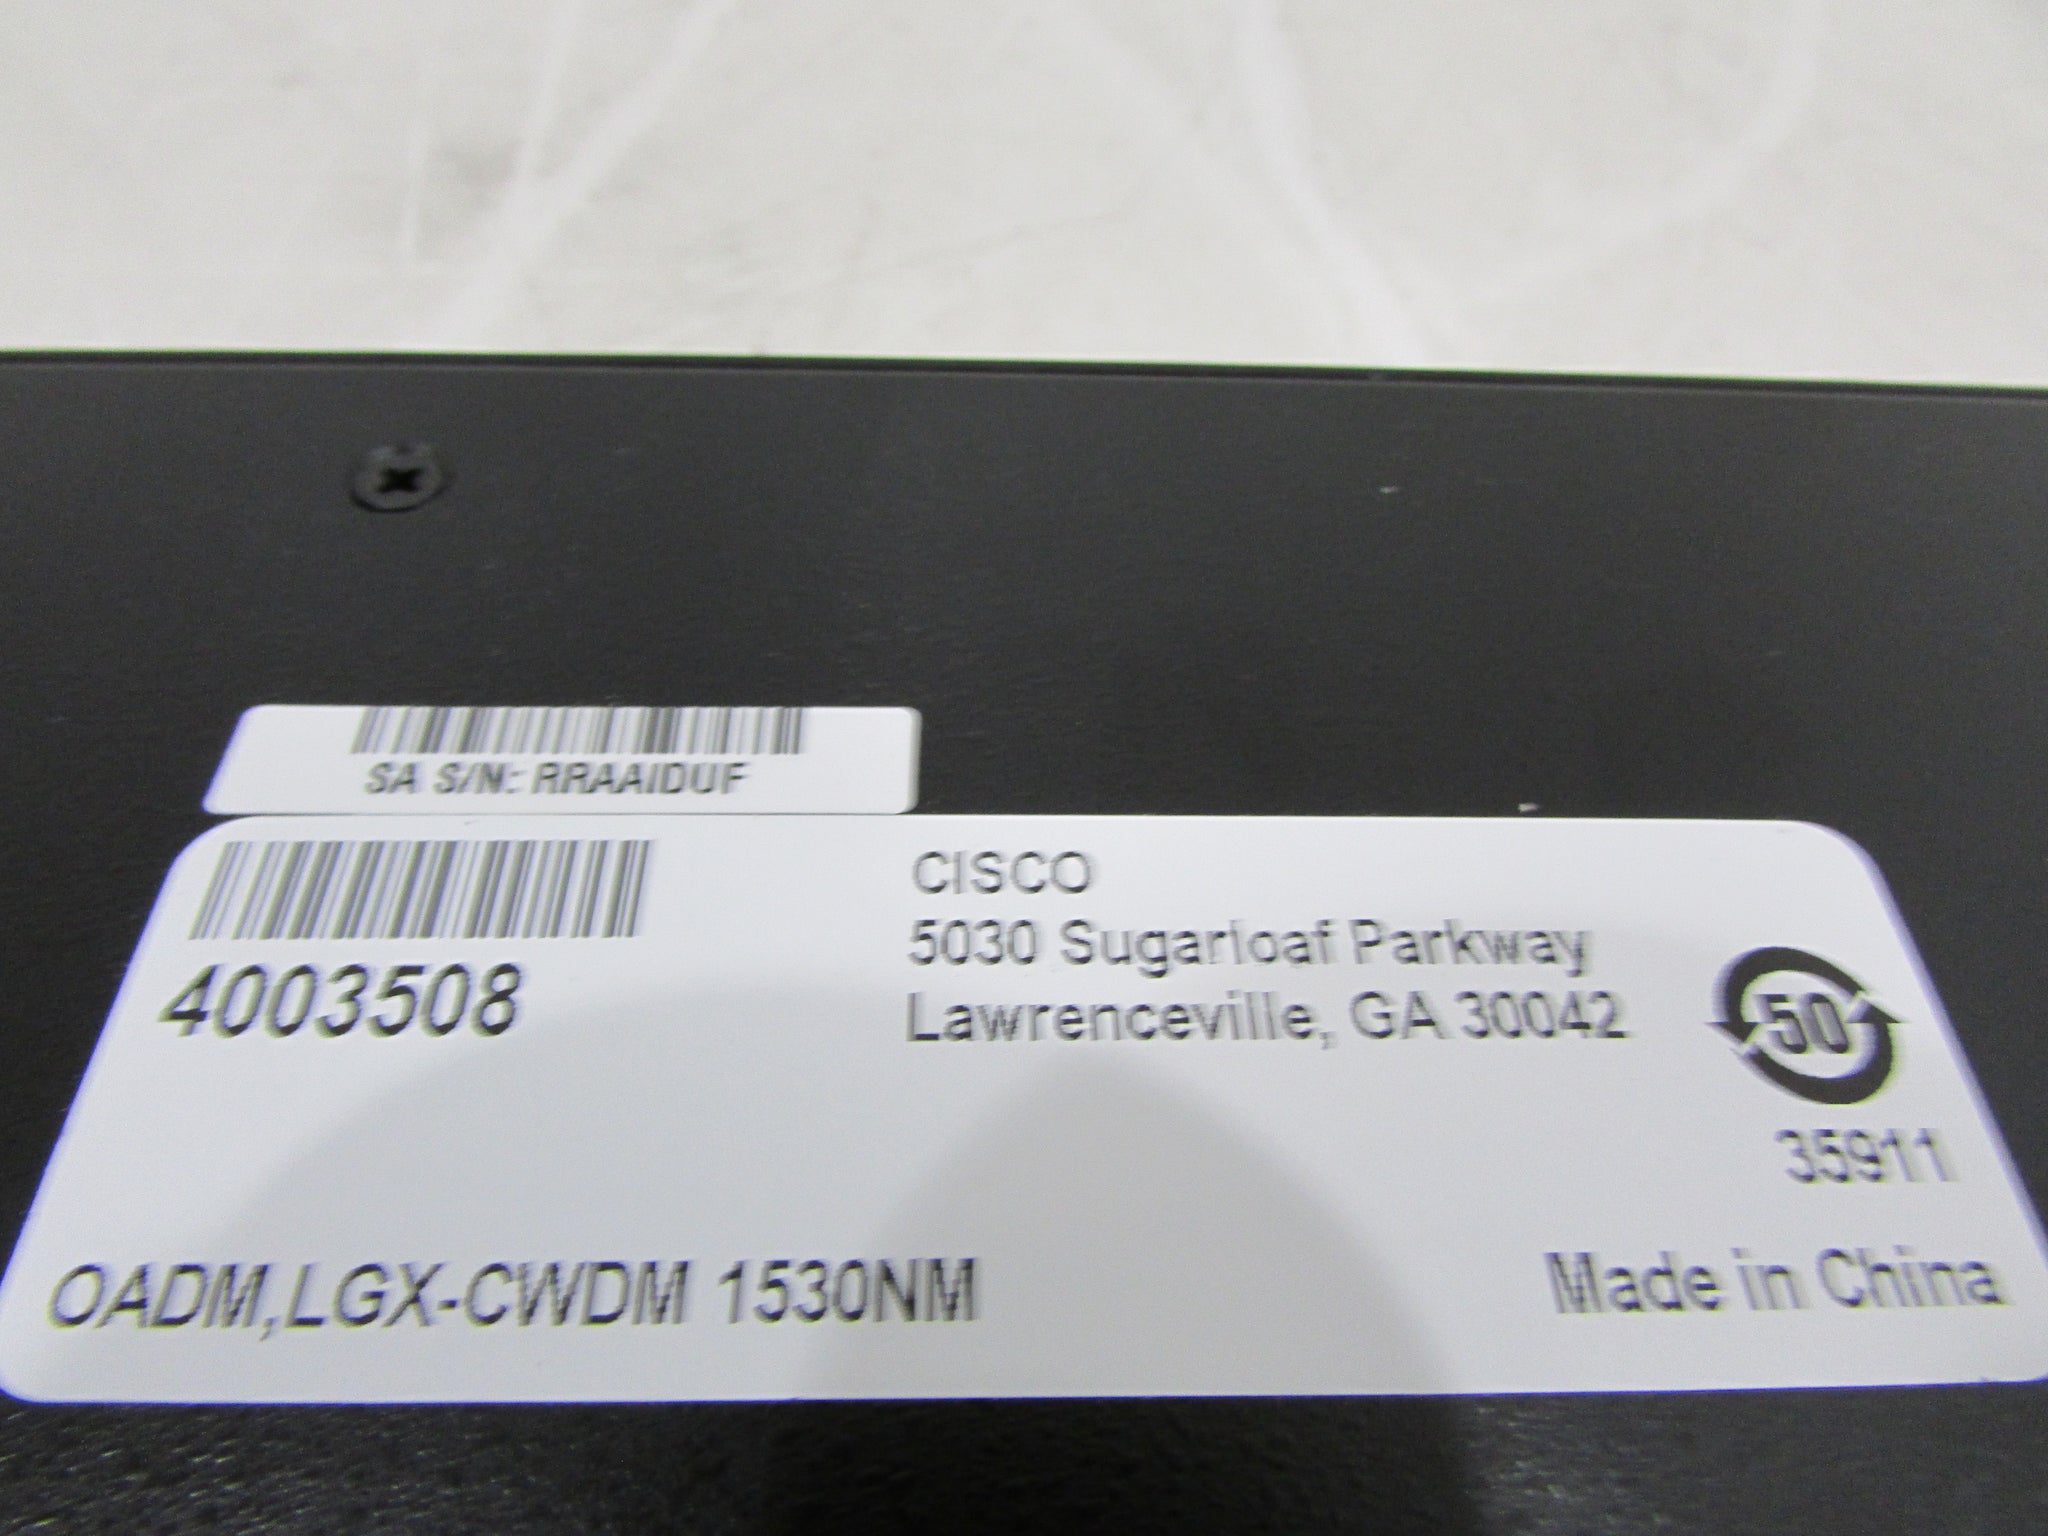 SA S/N: RRAAIDUF
4003508
CISCO
5030 Sugarloaf Parkway
Lawrenceville, GA 30042
50
35911
OADM,LGX-CWDM 1530NM
Made in China